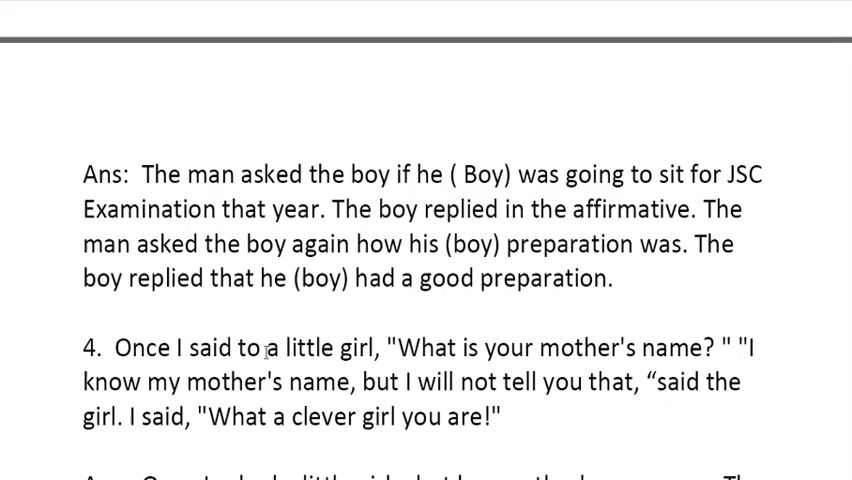 Ans:  The man asked the boy if he ( Boy) was going to sit for JSC
Examination that year. The boy replied in the affirmative. The
man asked the boy again how his (boy) preparation was. The
boy replied that he (boy) had a good preparation.
4.  Once I said to a little girl, "What is your mother's name? " "I
know my mother's name, but I will not tell you that, “said the
girl. I said, "What a clever girl you are!"